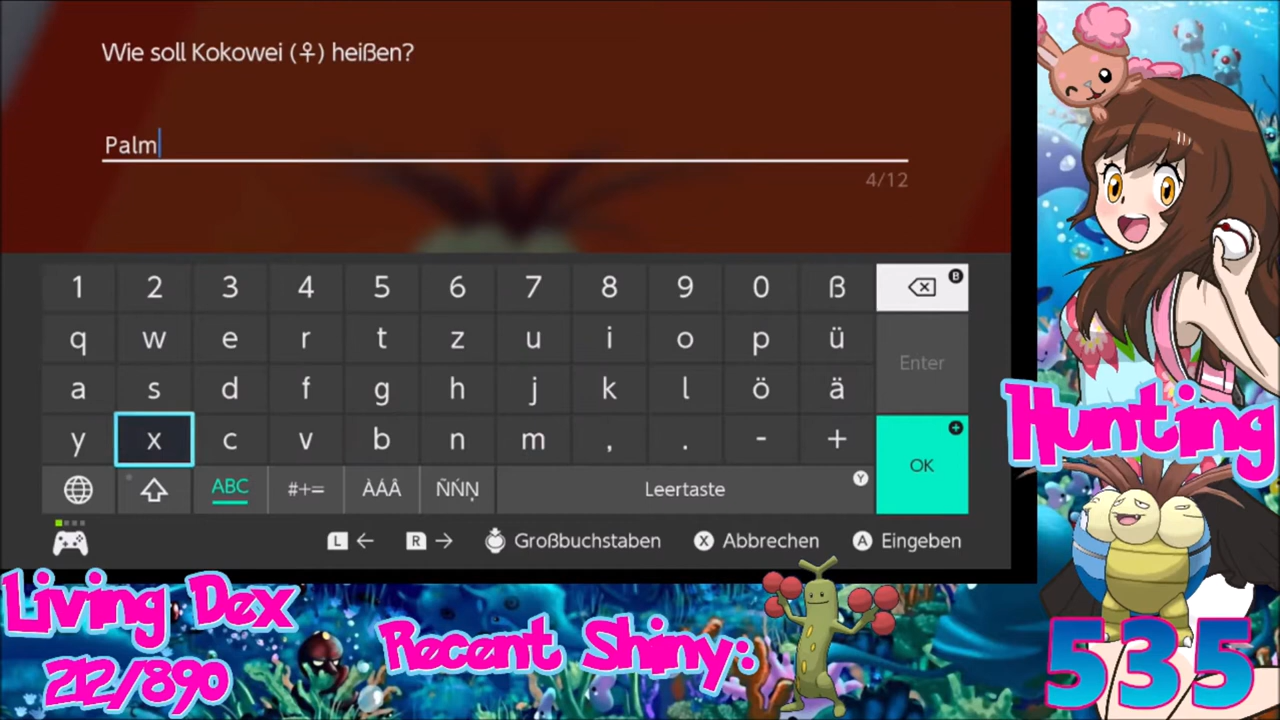 Wie soll Kokowei (♀) heißen?
Palm
4/12
1 2 3 4 5 6 7 8 9 0 ß B
q w e r t z u i o p ü
Enter
a s d f g h j k l ö ä
y x c v b n m , . - +
OK
ABC #+= ÀÁÂ ÑŃŅ Leertaste Y
L ← R → Großbuchstaben X Abbrechen A Eingeben
Hunting
535
Living Dex
212/890
Recent Shiny: